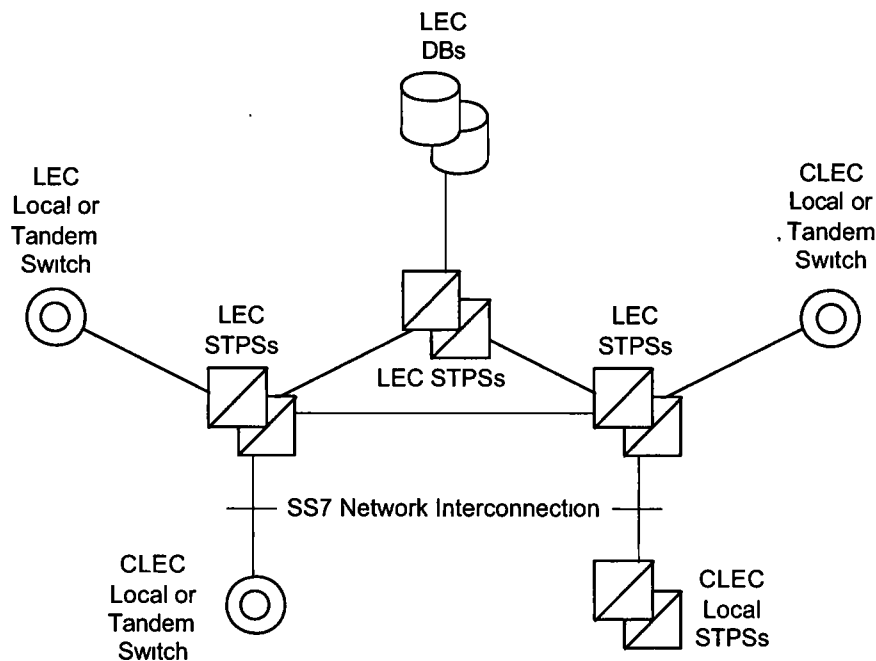 LEC
DBs
LEC
Local or
Tandem
Switch
CLEC
Local or
Tandem
Switch
LEC
STPSs
LEC STPSs
LEC
STPSs
SS7 Network Interconnection
CLEC
Local or
Tandem
Switch
CLEC
Local
STPSs